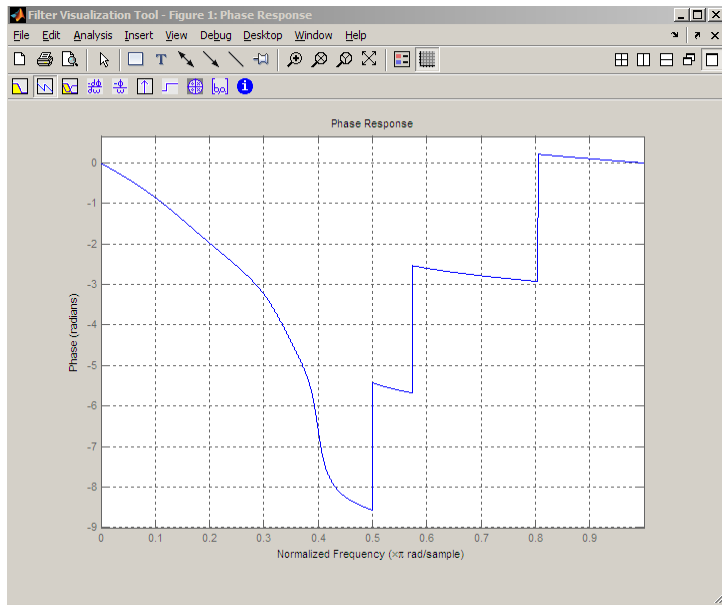 Filter Visualization Tool - Figure 1: Phase Response
File Edit Analysis Insert View Debug Desktop Window Help
Phase Response
Phase (radians)
0
-1
-2
-3
-4
-5
-6
-7
-8
-9
0 0.1 0.2 0.3 0.4 0.5 0.6 0.7 0.8 0.9
Normalized Frequency (×π rad/sample)